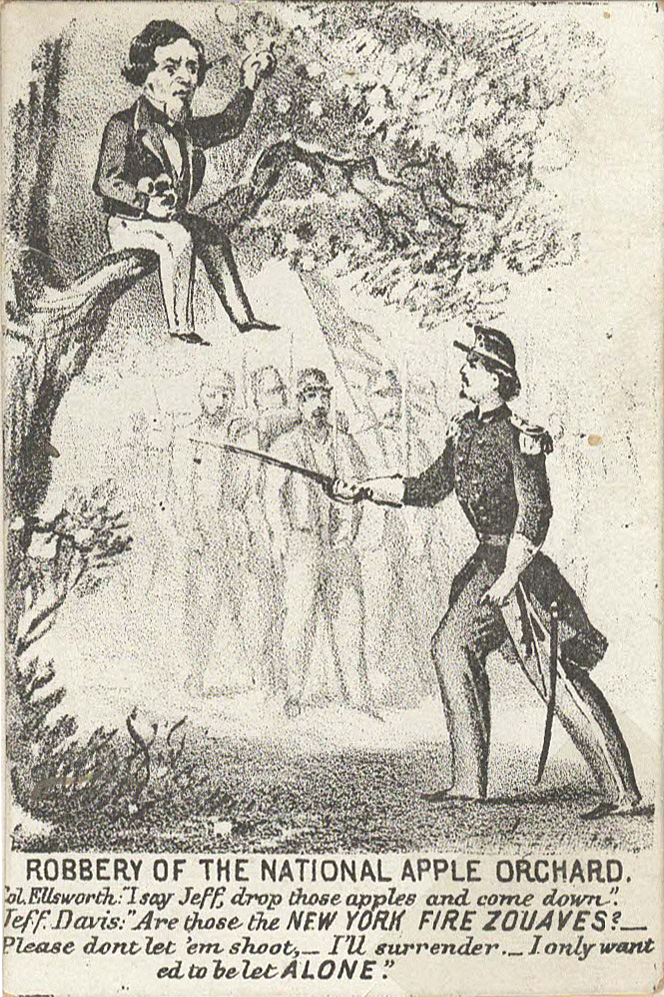 ROBBERY OF THE NATIONAL APPLE ORCHARD.
Col. Ellsworth: "I say Jeff, drop those apples and come down".
Jeff. Davis: "Are those the NEW YORK FIRE ZOUAVES?—
Please dont let 'em shoot,— I'll surrender.— I only want
ed to be let ALONE."